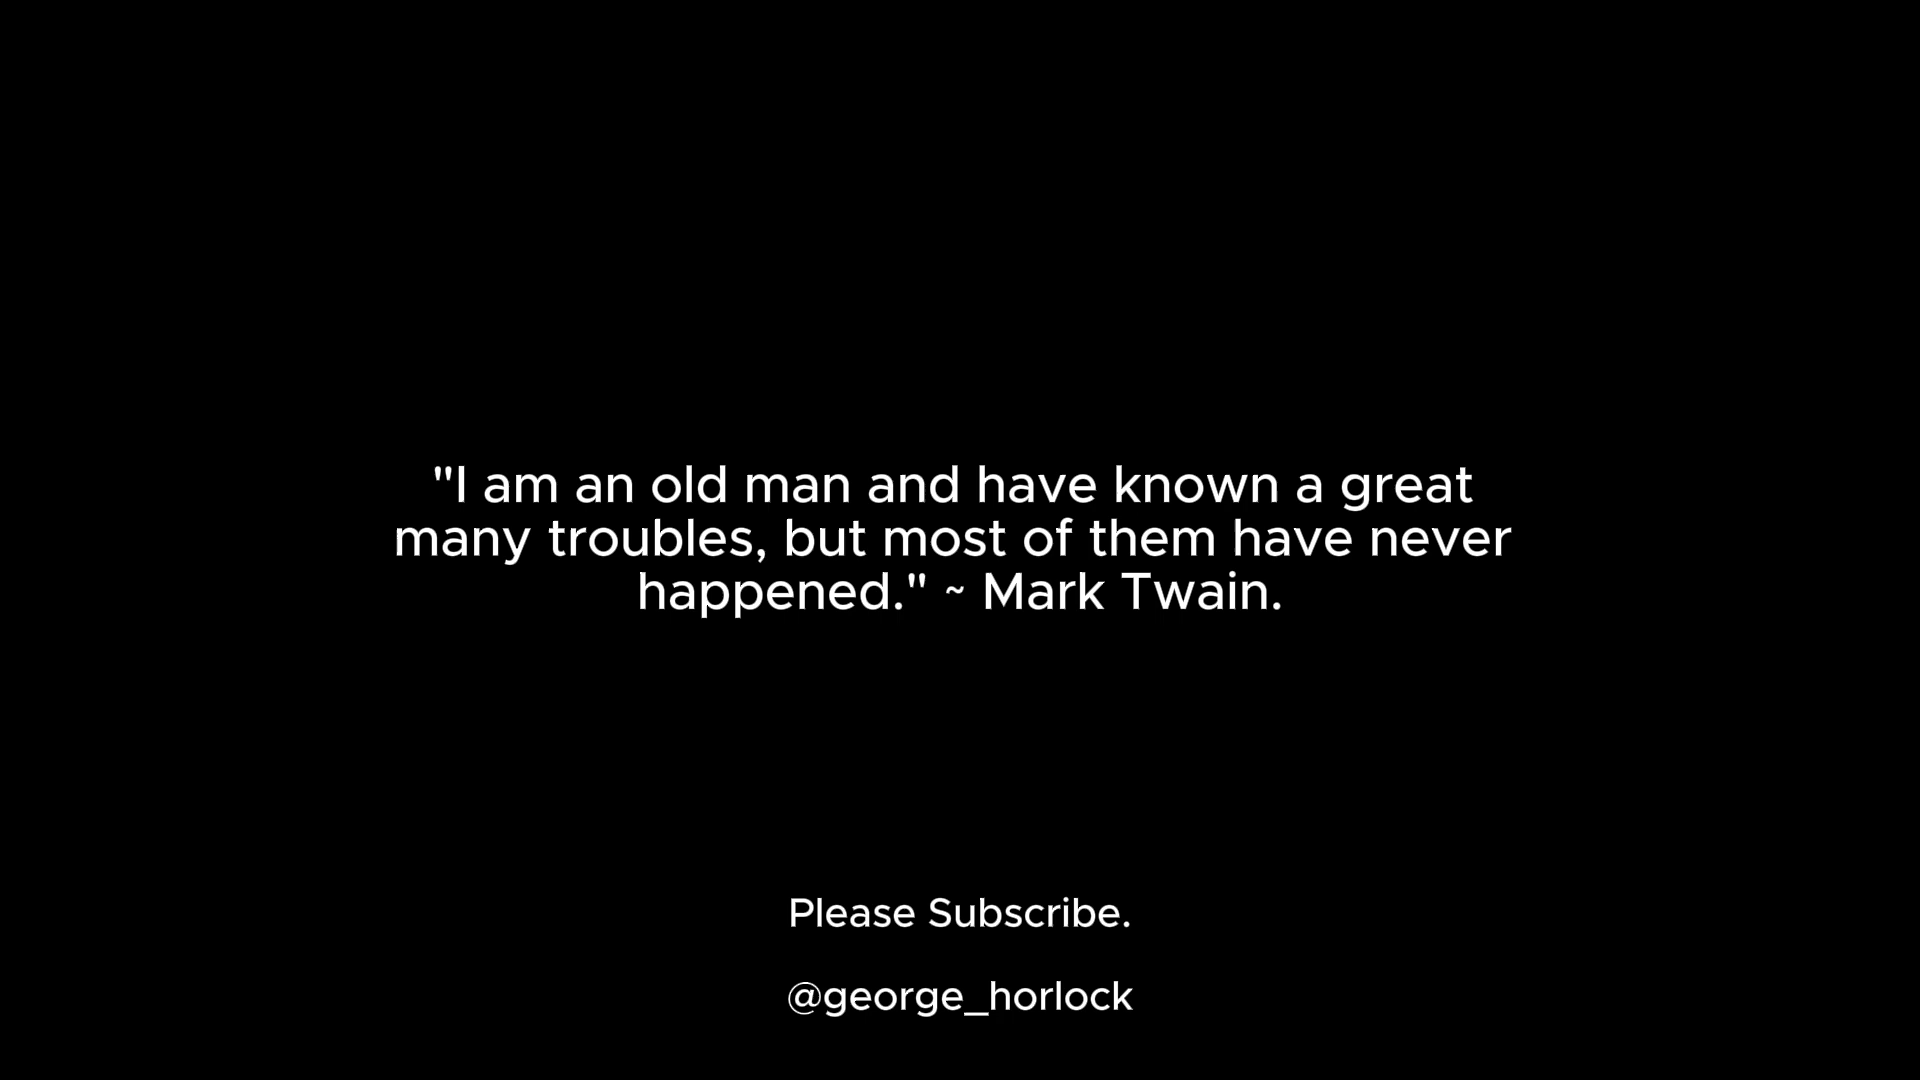 "I am an old man and have known a great
many troubles, but most of them have never
happened." ~ Mark Twain.
Please Subscribe.
@george_horlock